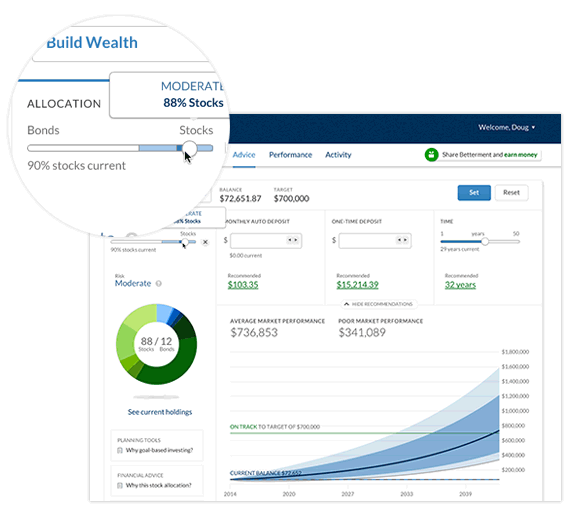 Build Wealth
MODERATE
88% Stocks
ALLOCATION
Bonds Stocks
90% stocks current
Welcome, Doug
Advice Performance Activity
Share Betterment and earn money
BALANCE TARGET
$72,651.87 $700,000
Set Reset
88% Stocks
Stocks
90% stocks current
MONTHLY AUTO DEPOSIT
$
$0.00 current
Recommended
$103.35
ONE-TIME DEPOSIT
$
Recommended
$15,214.39
TIME
1 years 50
29 years current
Recommended
32 years
HIDE RECOMMENDATIONS
Risk
Moderate
88 / 12
Stocks Bonds
See current holdings
PLANNING TOOLS
Why goal-based investing?
FINANCIAL ADVICE
Why this stock allocation?
AVERAGE MARKET PERFORMANCE
$736,853
POOR MARKET PERFORMANCE
$341,089
$1,800,000
$1,600,000
$1,400,000
$1,200,000
$1,000,000
$800,000
$600,000
$400,000
$200,000
ON TRACK TO TARGET OF $700,000
CURRENT BALANCE $72,652
2014 2020 2027 2033 2039